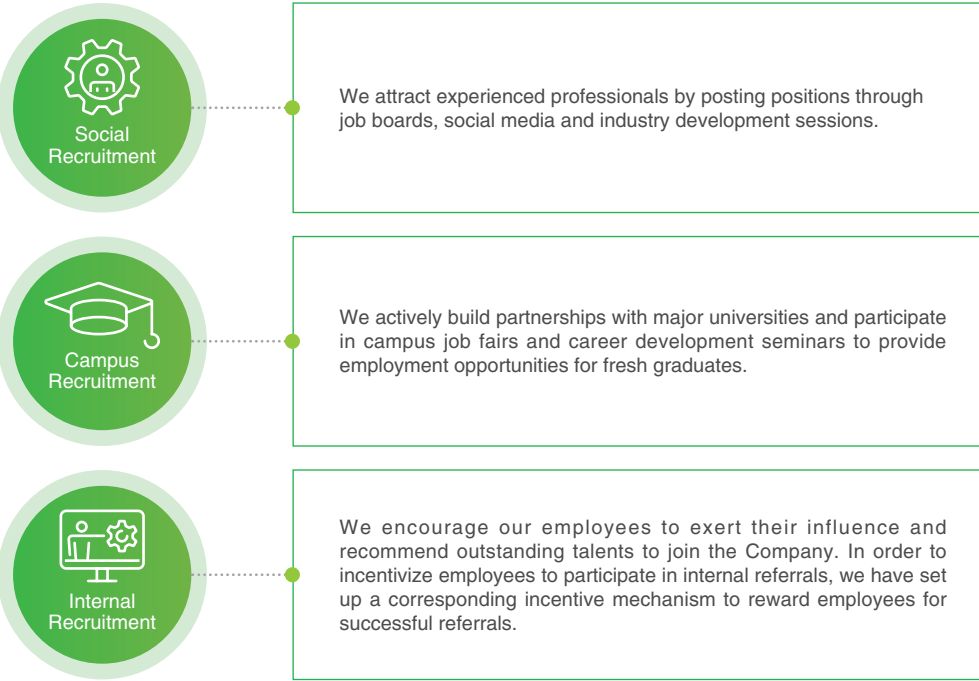 Social
Recruitment
We attract experienced professionals by posting positions through
job boards, social media and industry development sessions.
Campus
Recruitment
We actively build partnerships with major universities and participate
in campus job fairs and career development seminars to provide
employment opportunities for fresh graduates.
Internal
Recruitment
We encourage our employees to exert their influence and
recommend outstanding talents to join the Company. In order to
incentivize employees to participate in internal referrals, we have set
up a corresponding incentive mechanism to reward employees for
successful referrals.